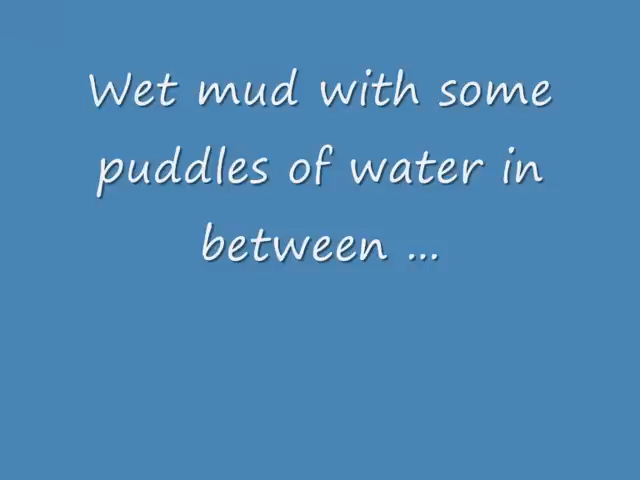 Wet mud with some
puddles of water in
between ...